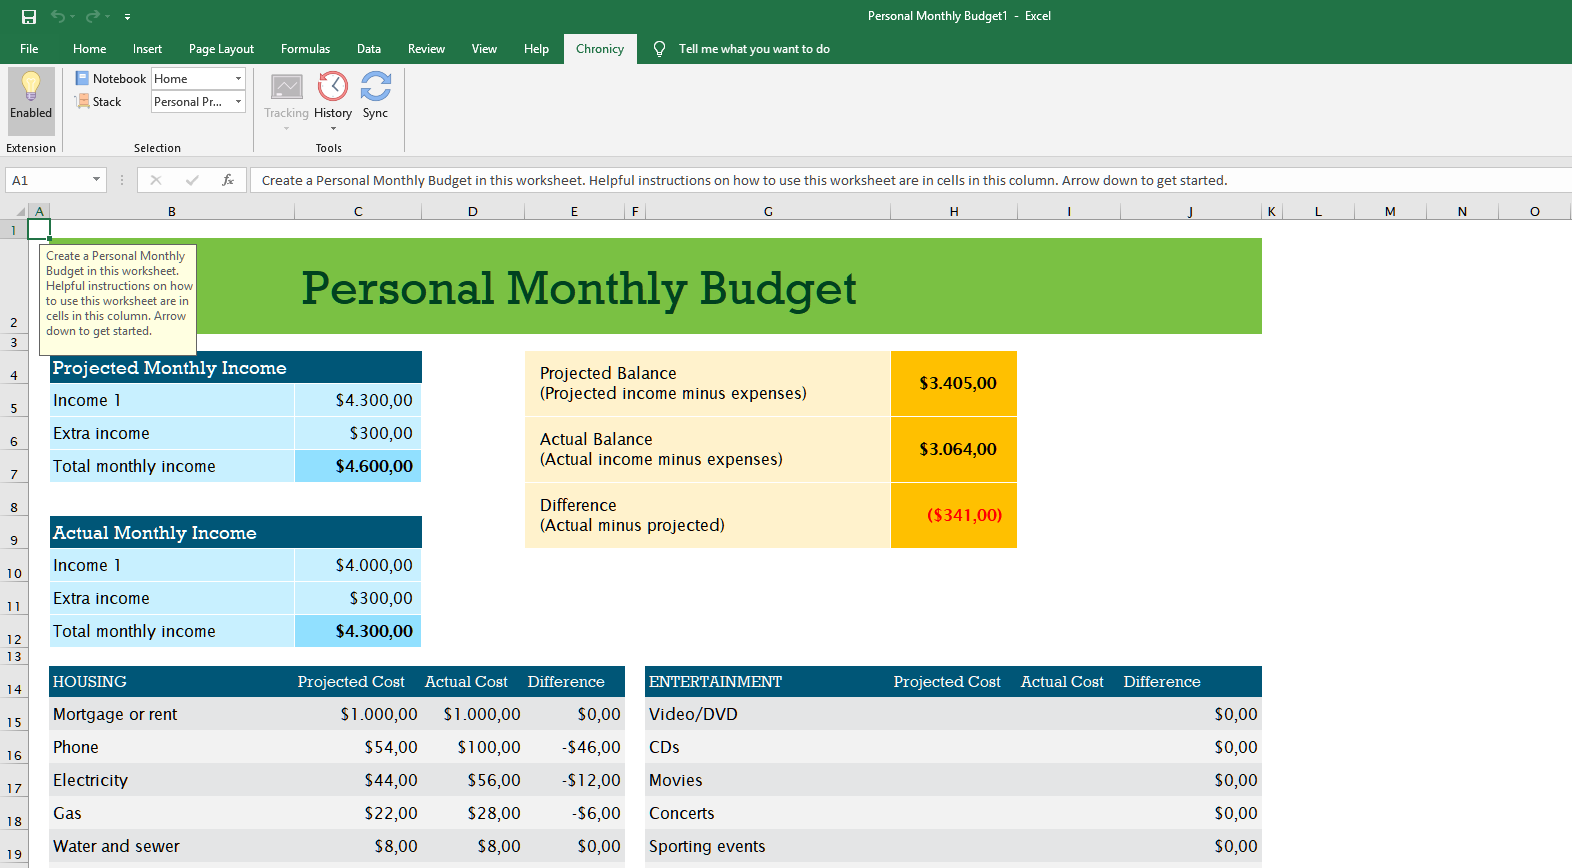 Personal Monthly Budget1 - Excel
File Home Insert Page Layout Formulas Data Review View Help Chronicy Tell me what you want to do
Enabled
Notebook Home
Stack Personal Pr...
Tracking History Sync
Extension Selection Tools
A1 fx Create a Personal Monthly Budget in this worksheet. Helpful instructions on how to use this worksheet are in cells in this column. Arrow down to get started.
A B C D E F G H I J K L M N O
1
Create a Personal Monthly
Budget in this worksheet.
Helpful instructions on how
to use this worksheet are in
cells in this column. Arrow
down to get started.
2 Personal Monthly Budget
3
4 Projected Monthly Income
5 Income 1 $4.300,00
6 Extra income $300,00
7 Total monthly income $4.600,00
Projected Balance
(Projected income minus expenses) $3.405,00
Actual Balance
(Actual income minus expenses) $3.064,00
8
Difference
(Actual minus projected) ($341,00)
9 Actual Monthly Income
10 Income 1 $4.000,00
11 Extra income $300,00
12 Total monthly income $4.300,00
13
14 HOUSING Projected Cost Actual Cost Difference ENTERTAINMENT Projected Cost Actual Cost Difference
15 Mortgage or rent $1.000,00 $1.000,00 $0,00 Video/DVD $0,00
16 Phone $54,00 $100,00 -$46,00 CDs $0,00
17 Electricity $44,00 $56,00 -$12,00 Movies $0,00
18 Gas $22,00 $28,00 -$6,00 Concerts $0,00
19 Water and sewer $8,00 $8,00 $0,00 Sporting events $0,00